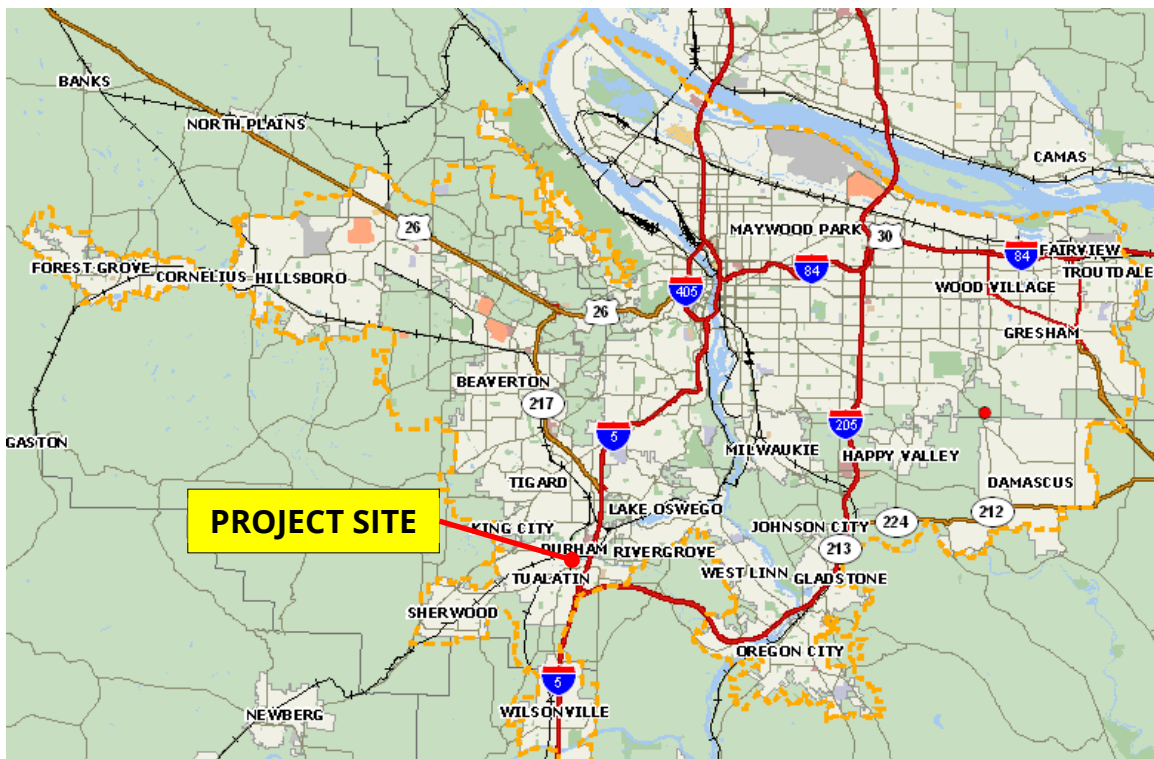 BANKS
NORTH PLAINS
CAMAS
26
MAYWOOD PARK
30
84
FAIRVIEW
84
FOREST GROVE
CORNELIUS
HILLSBORO
TROUTDALE
405
WOOD VILLAGE
26
GRESHAM
BEAVERTON
217
205
5
GASTON
MILWAUKIE
HAPPY VALLEY
TIGARD
DAMASCUS
LAKE OSWEGO
PROJECT SITE
KING CITY
JOHNSON CITY
224
212
DURHAM
RIVERGROVE
213
WEST LINN
GLADSTONE
TUALATIN
SHERWOOD
OREGON CITY
5
NEWBERG
WILSONVILLE